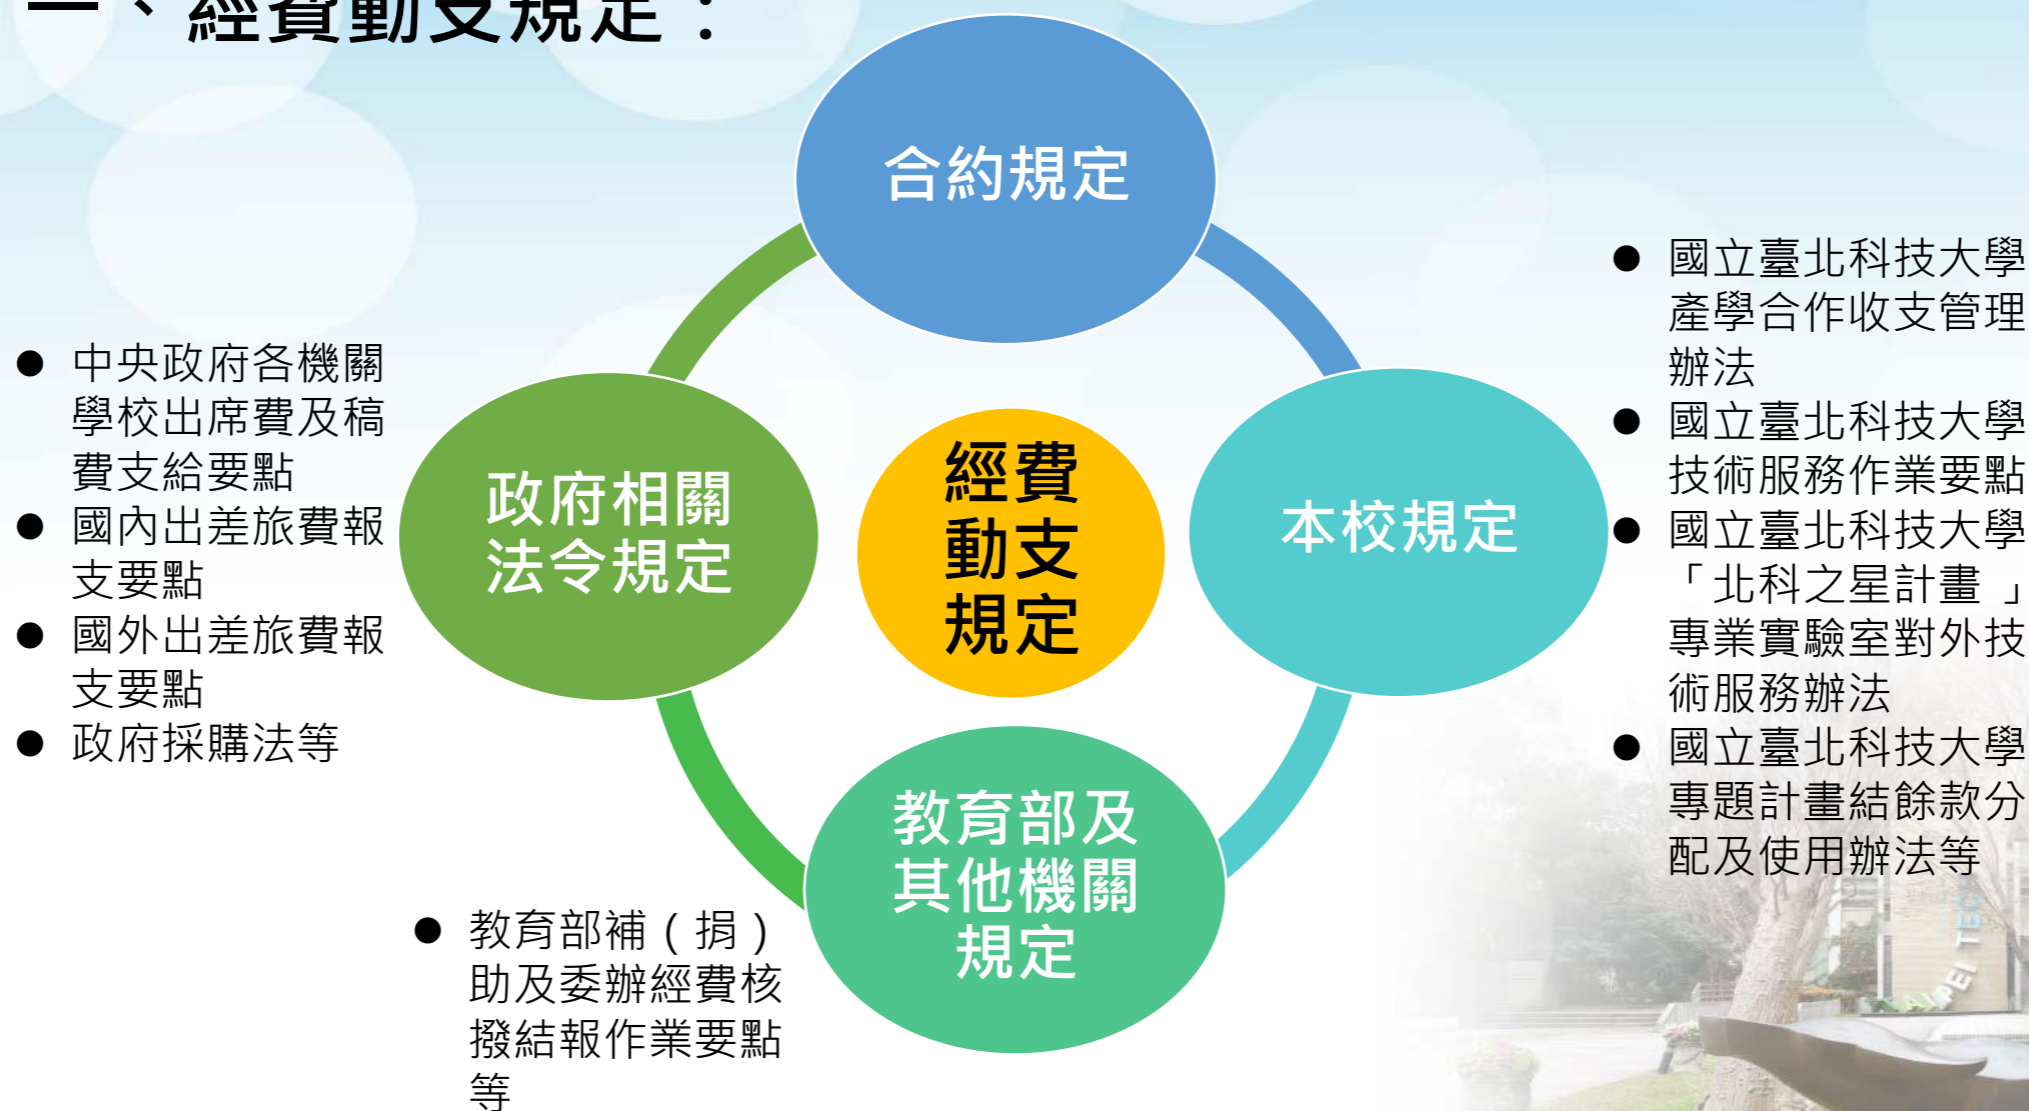 一、經費動支規定：
合約規定
政府相關
法令規定
經費
動支
規定
本校規定
教育部及
其他機關
規定
● 中央政府各機關
學校出席費及稿
費支給要點
● 國內出差旅費報
支要點
● 國外出差旅費報
支要點
● 政府採購法等
● 教育部補（捐）
助及委辦經費核
撥結報作業要點
等
● 國立臺北科技大學
產學合作收支管理
辦法
● 國立臺北科技大學
技術服務作業要點
● 國立臺北科技大學
「北科之星計畫 」
專業實驗室對外技
術服務辦法
● 國立臺北科技大學
專題計畫結餘款分
配及使用辦法等
TAIPEI TECH